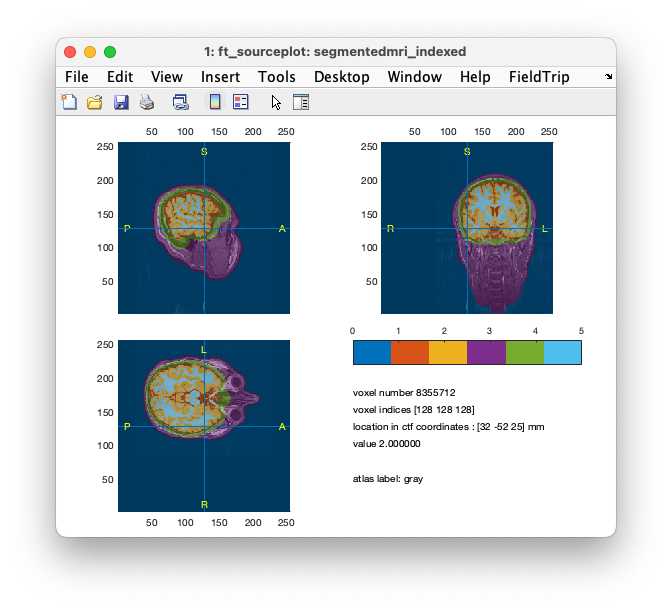 1: ft_sourceplot: segmentedmri_indexed
File Edit View Insert Tools Desktop Window Help FieldTrip
50 100 150 200 250
250
200
150
100
50
S
P
A
50 100 150 200 250
250
200
150
100
50
S
R
L
250
200
150
100
50
L
P
A
R
50 100 150 200 250
0 1 2 3 4 5
voxel number 8355712
voxel indices [128 128 128]
location in ctf coordinates : [32 -52 25] mm
value 2.000000
atlas label: gray